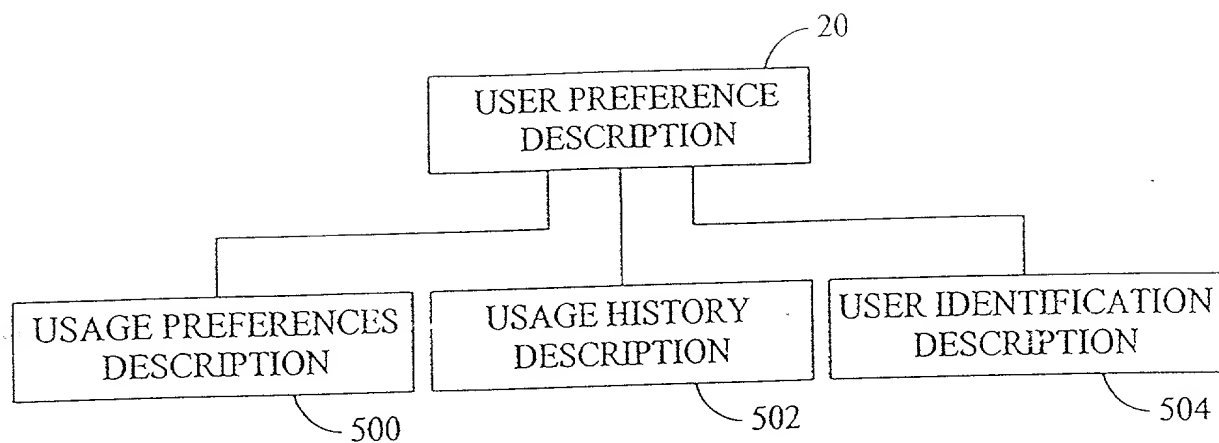 20
USER PREFERENCE
DESCRIPTION
USAGE PREFERENCES
DESCRIPTION
500
USAGE HISTORY
DESCRIPTION
502
USER IDENTIFICATION
DESCRIPTION
504